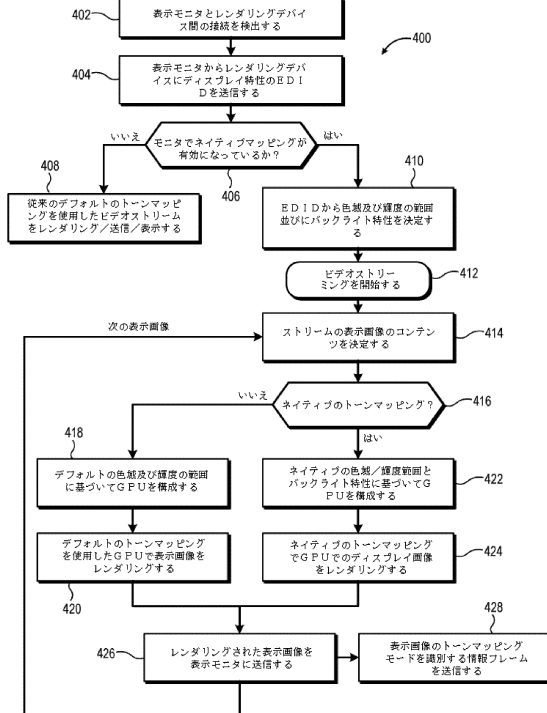 402
表示モニタとレンダリングデバイ
ス間の接続を検出する
400
404
表示モニタからレンダリングデバ
イスにディスプレイ特性のEDI
Dを送信する
いいえ
モニタでネイティブマッピングが
有効になっているか？
はい
406
408
従来のデフォルトのトーンマッピ
ングを使用したビデオストリーム
をレンダリング／送信／表示する
410
EDIDから色域及び輝度の範囲
並びにバックライト特性を決定す
る
ビデオストリー
ミングを開始する
412
次の表示画像
ストリームの表示画像のコンテン
ツを決定する
414
いいえ
ネイティブのトーンマッピング？
416
はい
418
デフォルトの色域及び輝度の範囲
に基づいてGPUを構成する
ネイティブの色域／輝度範囲と
バックライト特性に基づいてG
PUを構成する
422
デフォルトのトーンマッピング
を使用したGPUで表示画像を
レンダリングする
420
ネイティブのトーンマッピング
でGPUでのディスプレイ画像
をレンダリングする
424
426
レンダリングされた表示画像を
表示モニタに送信する
428
表示画像のトーンマッピング
モードを識別する情報フレーム
を送信する